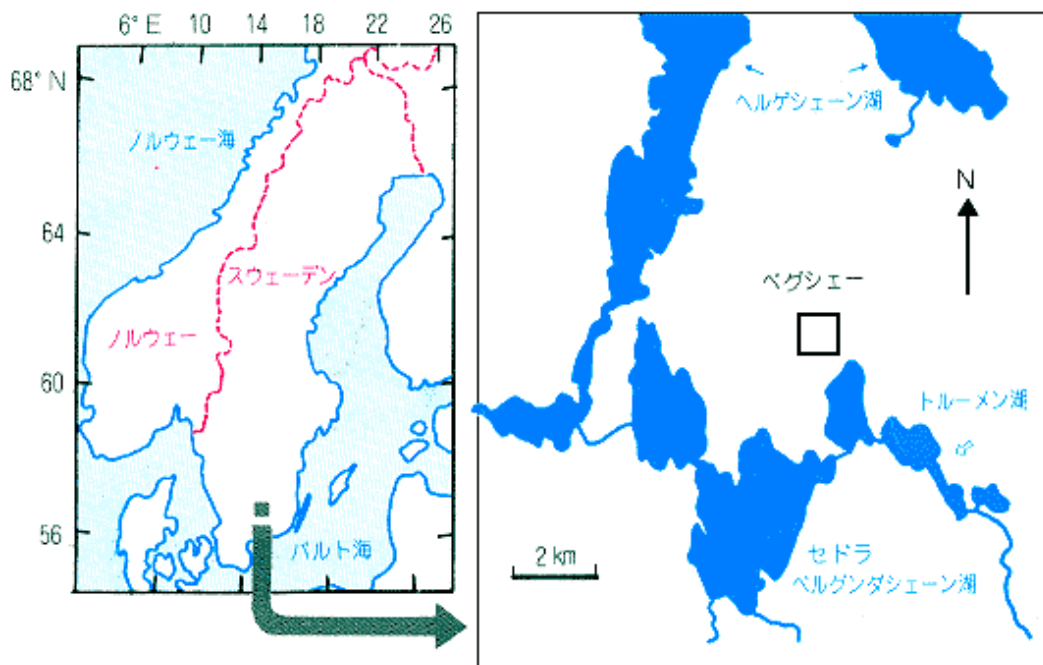 6° E 10 14 18 22 26
68° N
ノルウェー海
64
スウェーデン
ノルウェー
60
56
バルト海
ヘルゲシェーン湖
N
ベグシェー
トルーメン湖
2 km
セドラ
ベルグンダシェーン湖